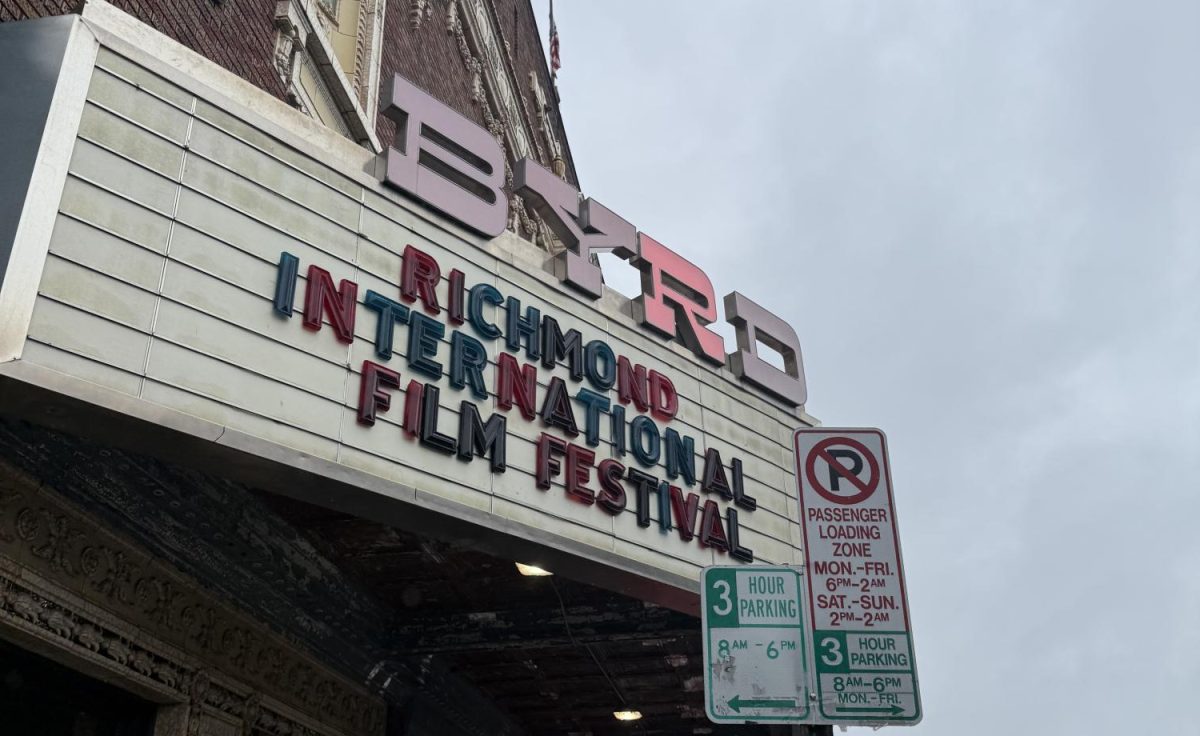 BYRD
RICHMOND
INTERNATIONAL
FILM FESTIVAL
P
PASSENGER
LOADING
ZONE
MON.-FRI.
6PM-2AM
SAT.-SUN.
2PM-2AM
3 HOUR
PARKING
8AM-6PM
MON.-FRI.
3 HOUR
PARKING
8AM-6PM